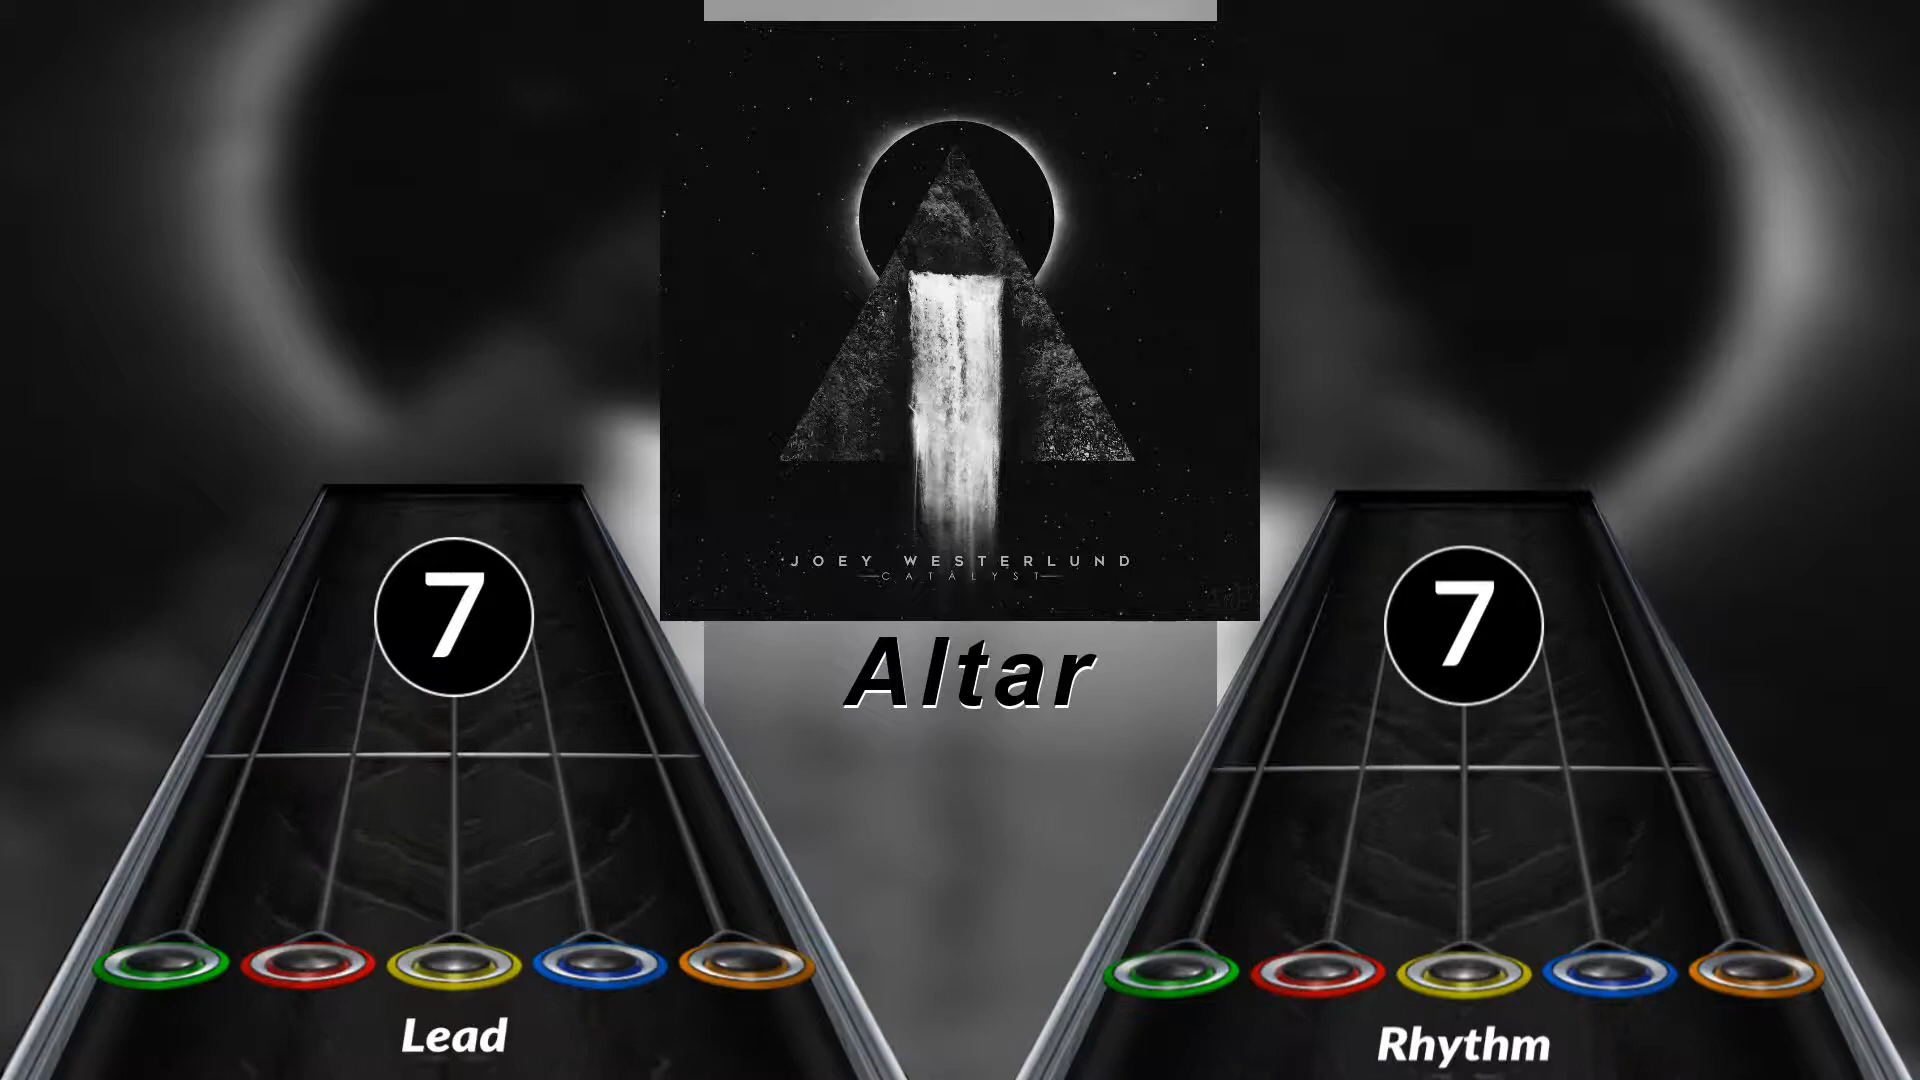 JOEY WESTERLUND
CATALYST
7
7
Altar
Lead
Rhythm